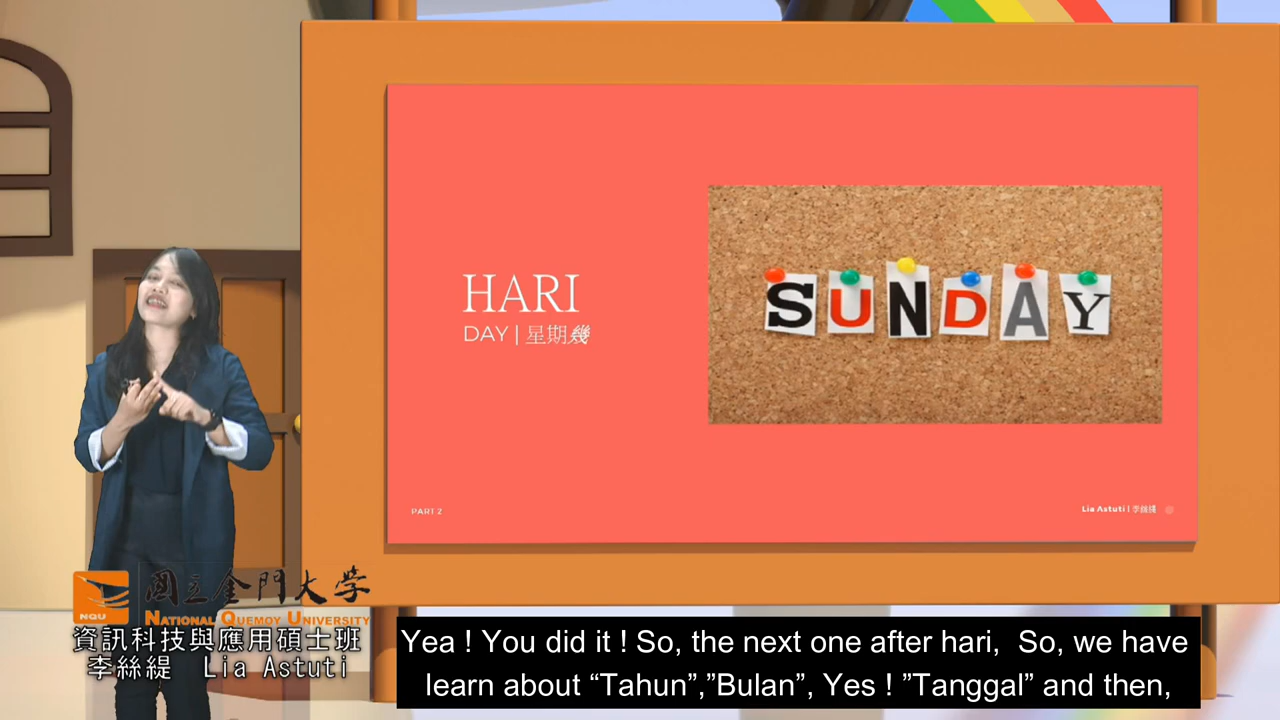 HARI
DAY | 星期幾
SUNDAY
PART 2
Lia Astuti | 李絲緹
NQU
國立金門大學
NATIONAL QUEMOY UNIVERSITY
資訊科技與應用碩士班
李絲緹 Lia Astuti
Yea ! You did it ! So, the next one after hari, So, we have
learn about “Tahun”,”Bulan”, Yes ! ”Tanggal” and then,